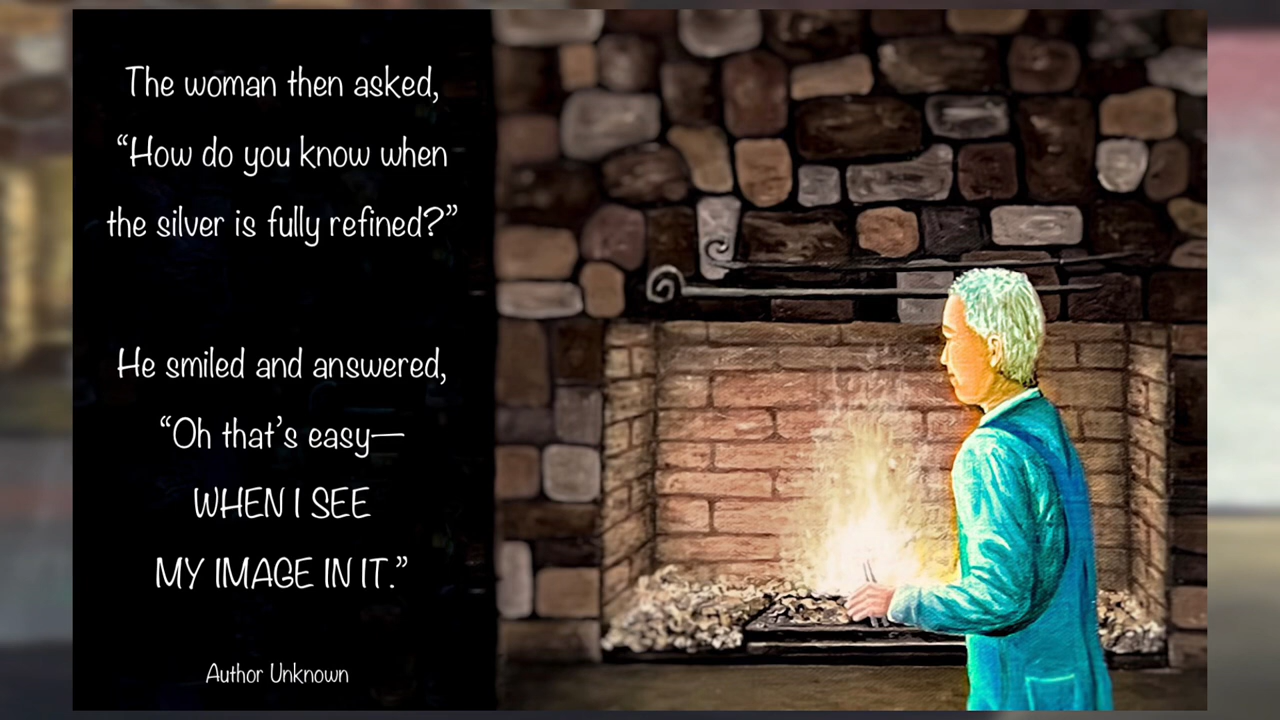 The woman then asked,
“How do you know when
the silver is fully refined?”
He smiled and answered,
“Oh that’s easy—
WHEN I SEE
MY IMAGE IN IT.”
Author Unknown